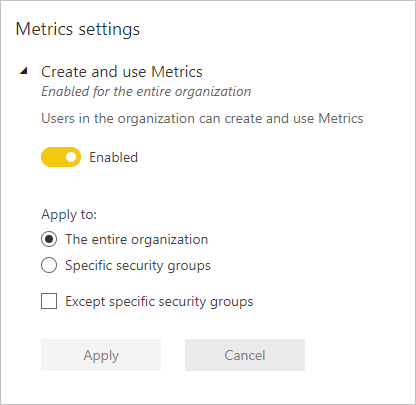 Metrics settings
Create and use Metrics
Enabled for the entire organization
Users in the organization can create and use Metrics
Enabled
Apply to:
The entire organization
Specific security groups
Except specific security groups
Apply Cancel